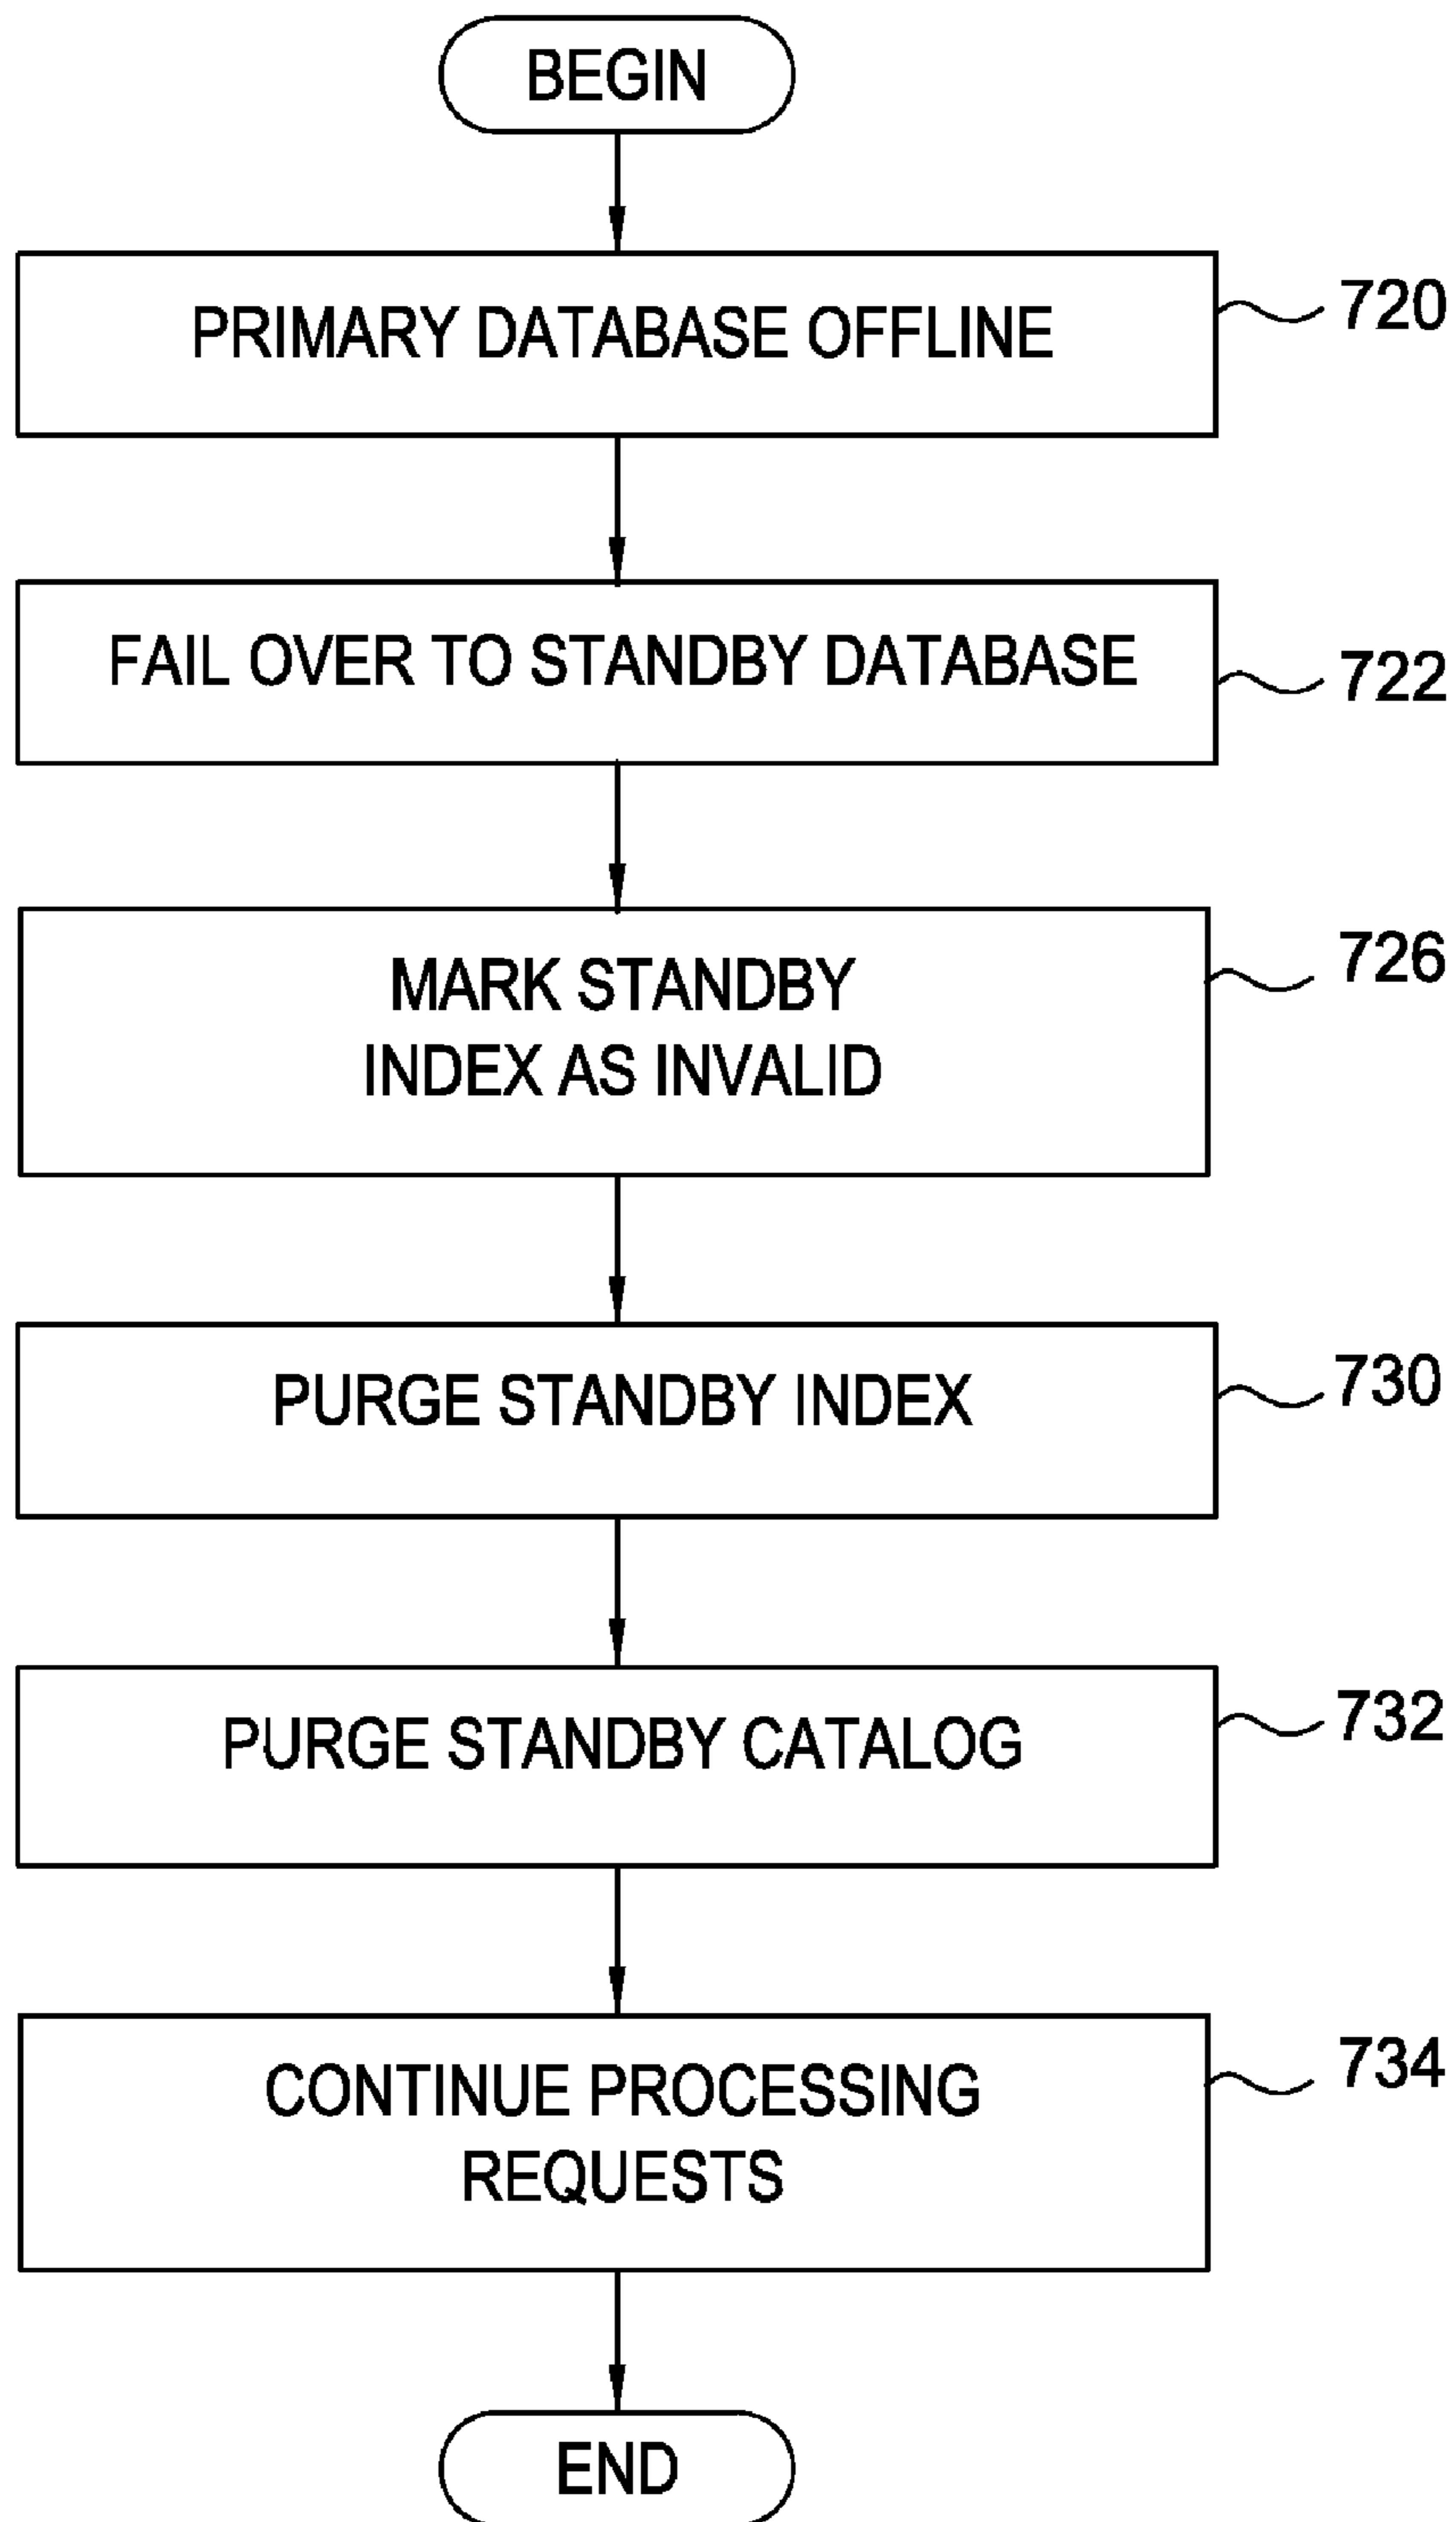 BEGIN
PRIMARY DATABASE OFFLINE
720
FAIL OVER TO STANDBY DATABASE
722
MARK STANDBY
INDEX AS INVALID
726
PURGE STANDBY INDEX
730
PURGE STANDBY CATALOG
732
CONTINUE PROCESSING
REQUESTS
734
END